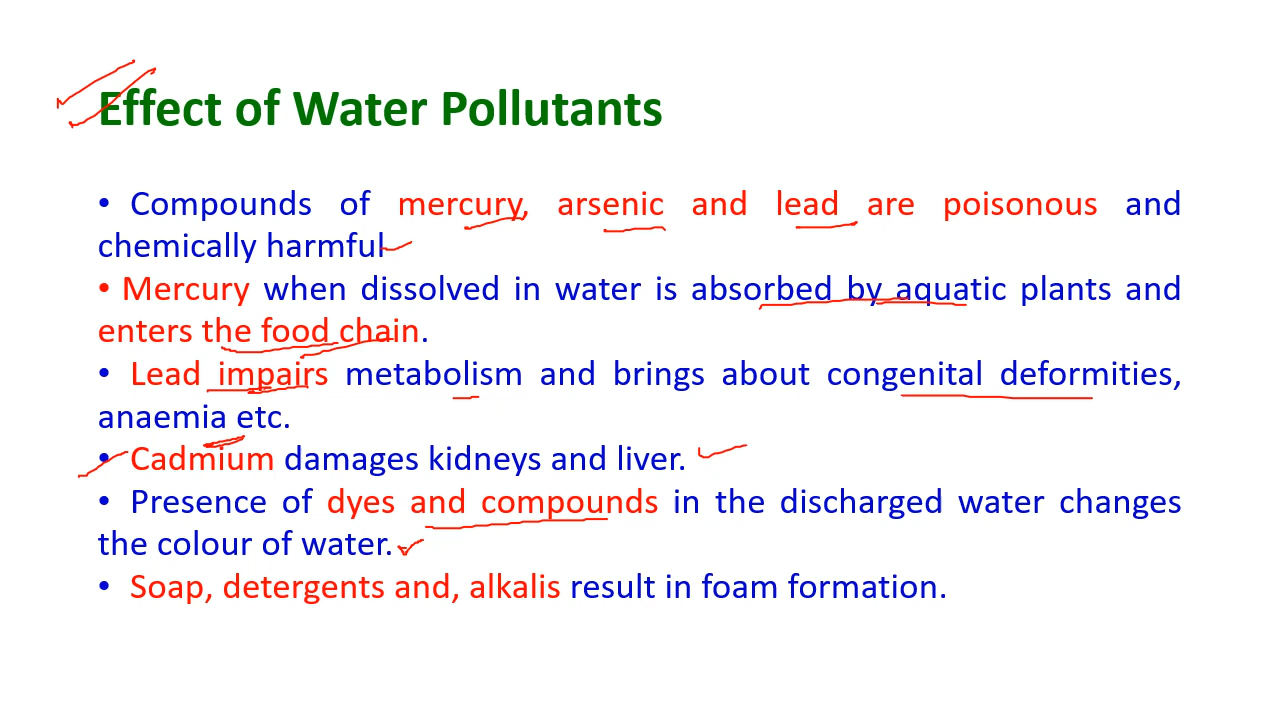 Effect of Water Pollutants
• Compounds of mercury, arsenic and lead are poisonous and
chemically harmful
• Mercury when dissolved in water is absorbed by aquatic plants and
enters the food chain.
• Lead impairs metabolism and brings about congenital deformities,
anaemia etc.
• Cadmium damages kidneys and liver.
• Presence of dyes and compounds in the discharged water changes
the colour of water.
• Soap, detergents and, alkalis result in foam formation.